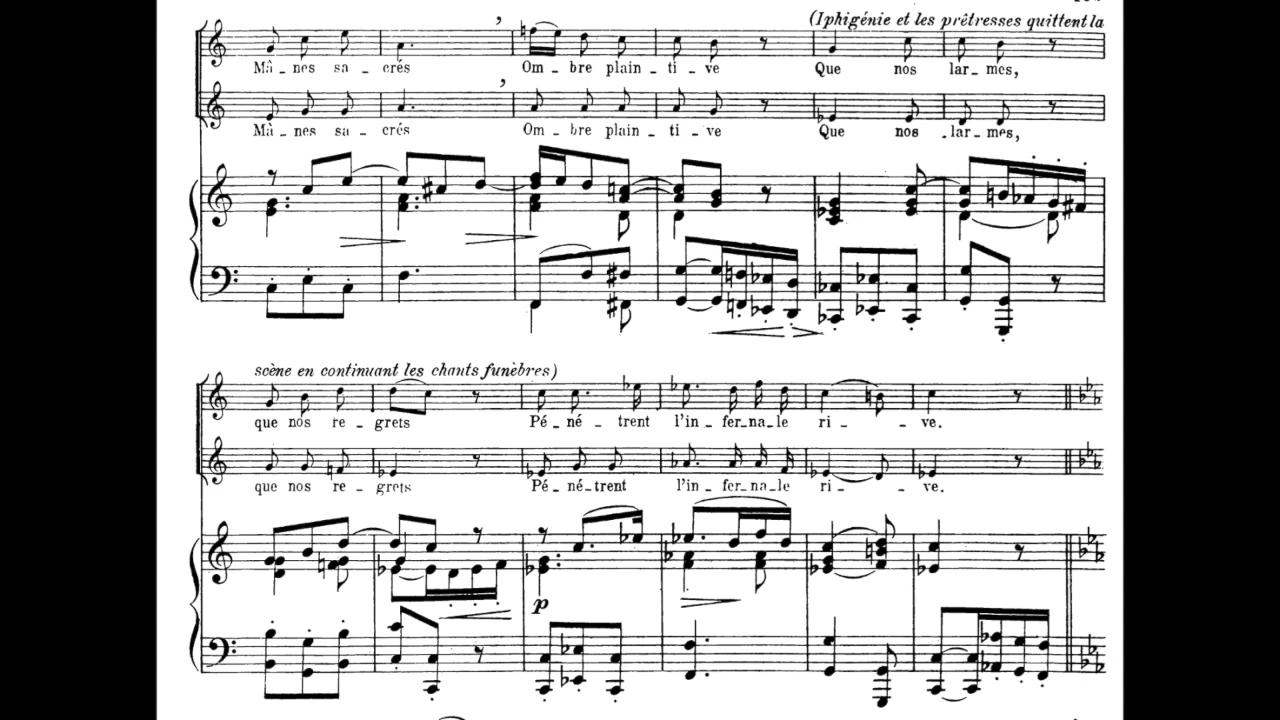 (Iphigénie et les prêtresses quittent la
Mâ_nes sa_crés Om_bre plain_ti_ve Que nos lar_mes,
Mà_nes sa_crés Om_bre plain_ti_ve Que nos lar_mes,
scène en continuant les chants funèbres)
que nos re_grets Pé_né_trent l'in_fer_na_le ri_ve.
que nos re_grets Pé_né_trent l'in_fer_na_le ri_ve.
p